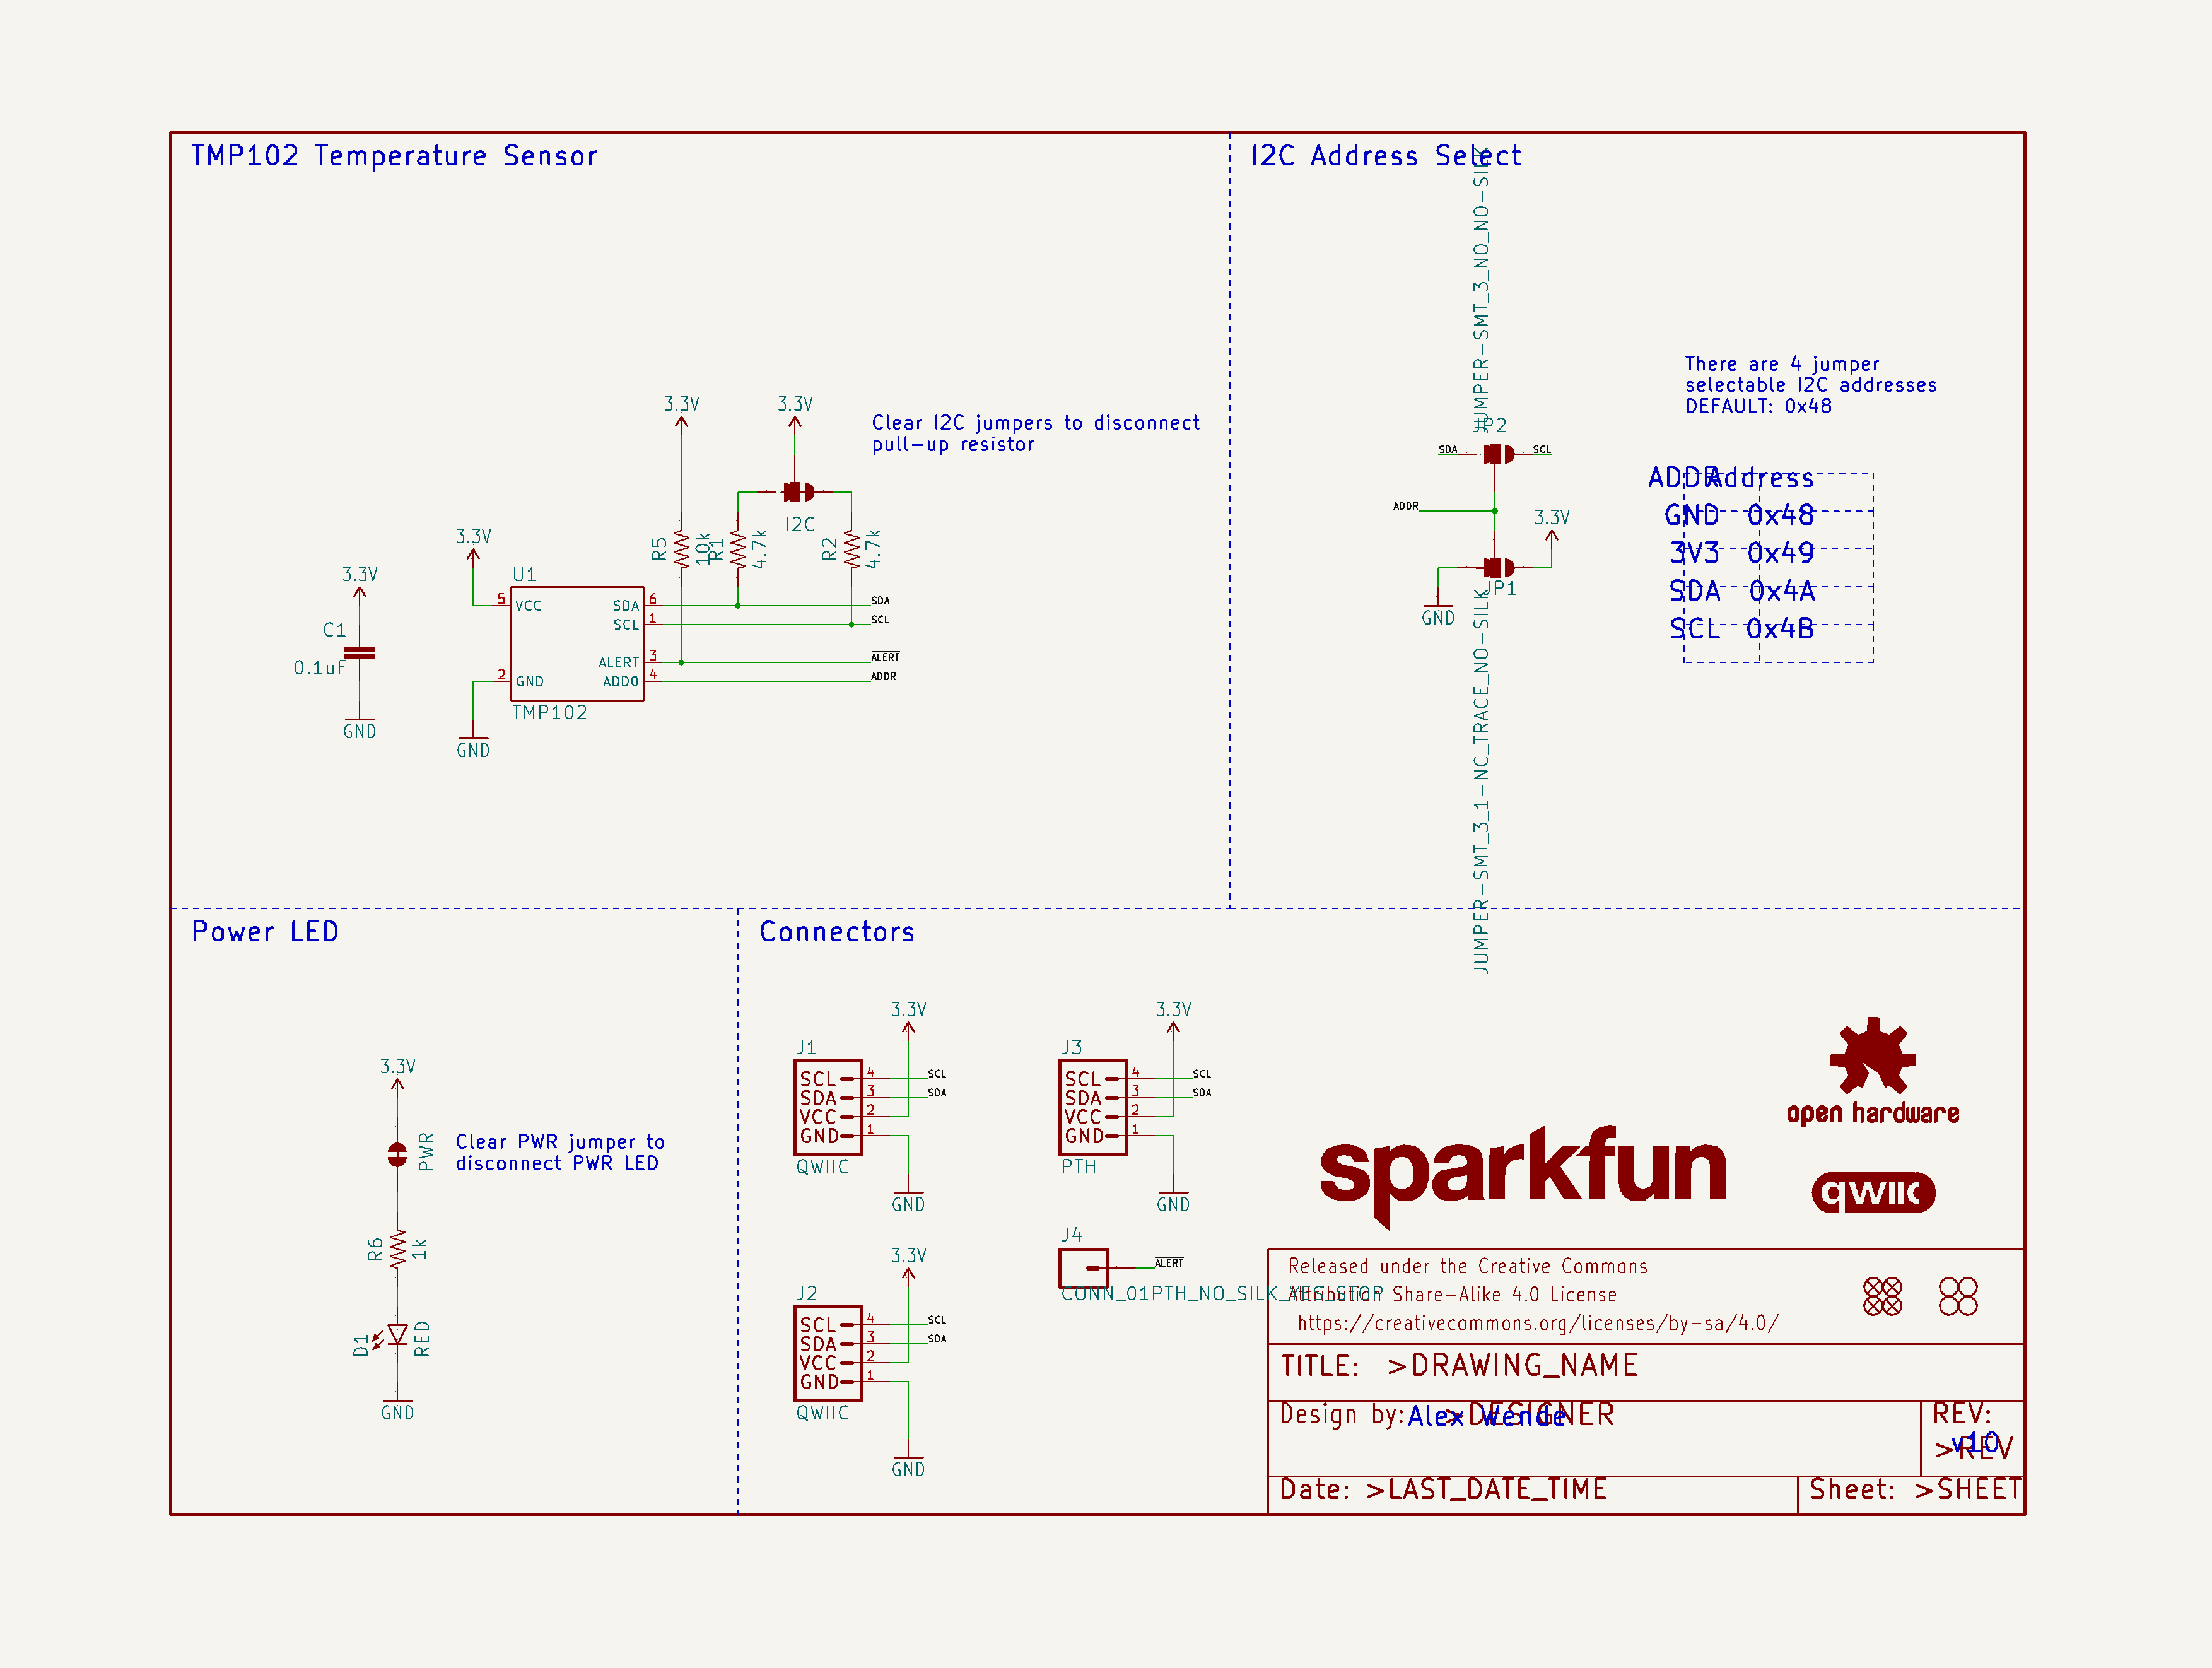 TMP102 Temperature Sensor
I2C Address Select
JUMPER-SMT_3_NO_NO-SILK
There are 4 jumper
selectable I2C addresses
DEFAULT: 0x48
3.3V
3.3V
Clear I2C jumpers to disconnect
pull-up resistor
JP2
SDA
SCL
ADDR Address
GND 0x48
3V3 0x49
SDA 0x4A
SCL 0x4B
ADDR
3.3V
JP1
GND
JUMPER-SMT_3_1-NC_TRACE_NO-SILK
I2C
R5
10k
R1
4.7k
R2
4.7k
3.3V
3.3V
C1
0.1uF
GND
U1
5 VCC
2 GND
SDA 6
SCL 1
ALERT 3
ADD0 4
TMP102
GND
SDA
SCL
ALERT
ADDR
Power LED
3.3V
PWR
Clear PWR jumper to
disconnect PWR LED
R6
1k
D1
RED
GND
Connectors
3.3V
J1
SCL 4 SCL
SDA 3 SDA
VCC 2
GND 1
QWIIC
GND
3.3V
J3
SCL 4 SCL
SDA 3 SDA
VCC 2
GND 1
PTH
GND
3.3V
J2
SCL 4 SCL
SDA 3 SDA
VCC 2
GND 1
QWIIC
GND
J4
ALERT
CONN_01PTH_NO_SILK_YES_STOP
open hardware
sparkfun
qwiic
Released under the Creative Commons
Attribution Share-Alike 4.0 License
https://creativecommons.org/licenses/by-sa/4.0/
TITLE: >DRAWING_NAME
Design by: >DESIGNER
Alex Wende
REV:
>REV
v10
Date: >LAST_DATE_TIME
Sheet: >SHEET